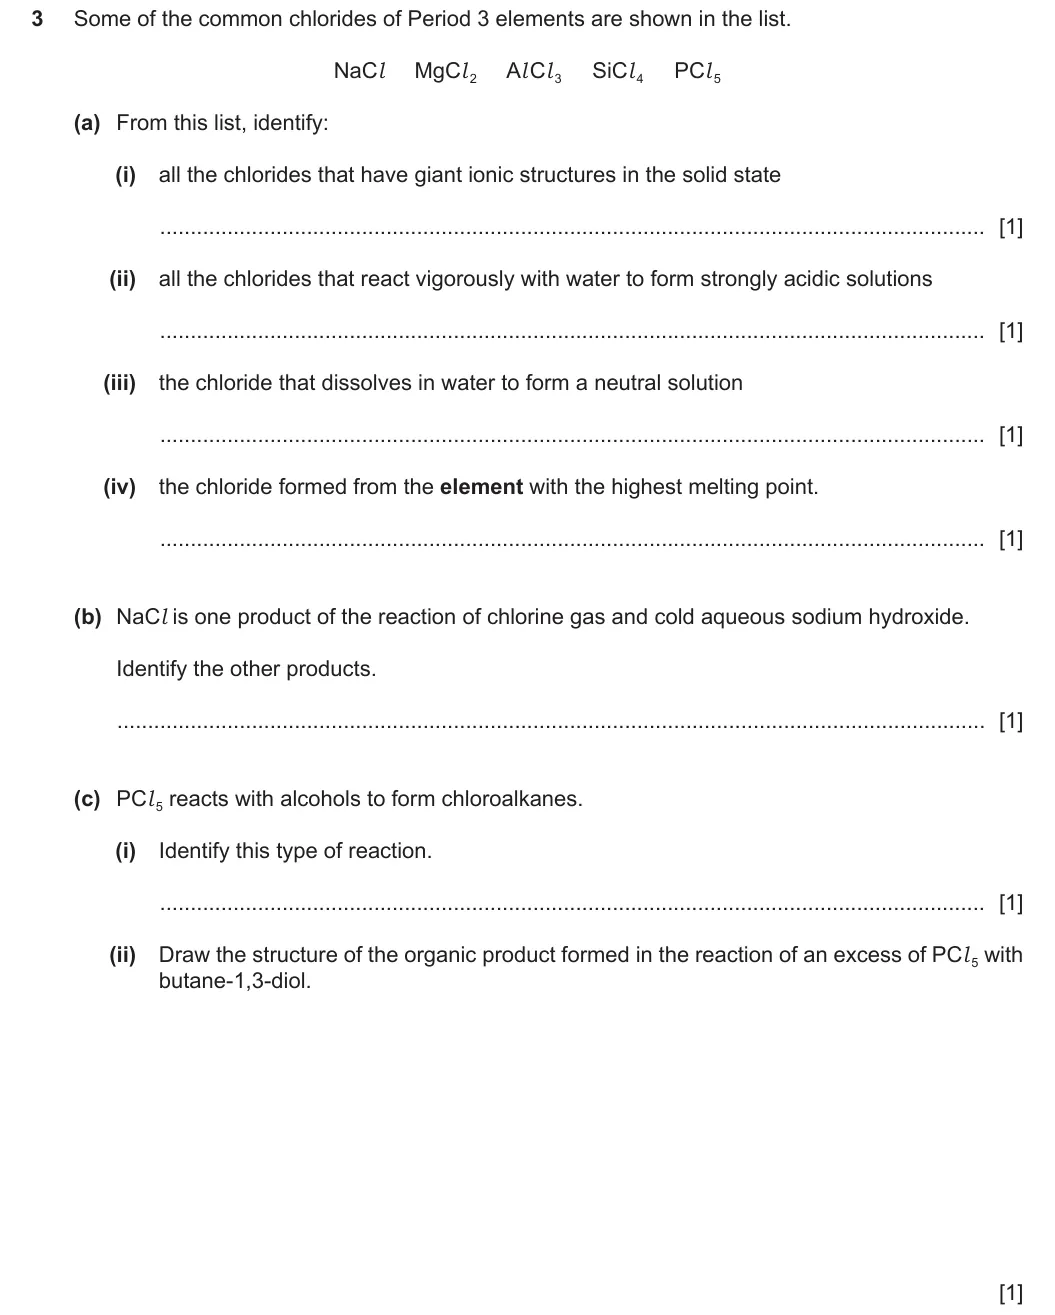 3 Some of the common chlorides of Period 3 elements are shown in the list.
NaCl MgCl₂ AlCl₃ SiCl₄ PCl₅
(a) From this list, identify:
(i) all the chlorides that have giant ionic structures in the solid state
.......................................................................................................................................... [1]
(ii) all the chlorides that react vigorously with water to form strongly acidic solutions
.......................................................................................................................................... [1]
(iii) the chloride that dissolves in water to form a neutral solution
.......................................................................................................................................... [1]
(iv) the chloride formed from the element with the highest melting point.
.......................................................................................................................................... [1]
(b) NaCl is one product of the reaction of chlorine gas and cold aqueous sodium hydroxide.
Identify the other products.
................................................................................................................................................. [1]
(c) PCl₅ reacts with alcohols to form chloroalkanes.
(i) Identify this type of reaction.
.......................................................................................................................................... [1]
(ii) Draw the structure of the organic product formed in the reaction of an excess of PCl₅ with
butane-1,3-diol.
[1]